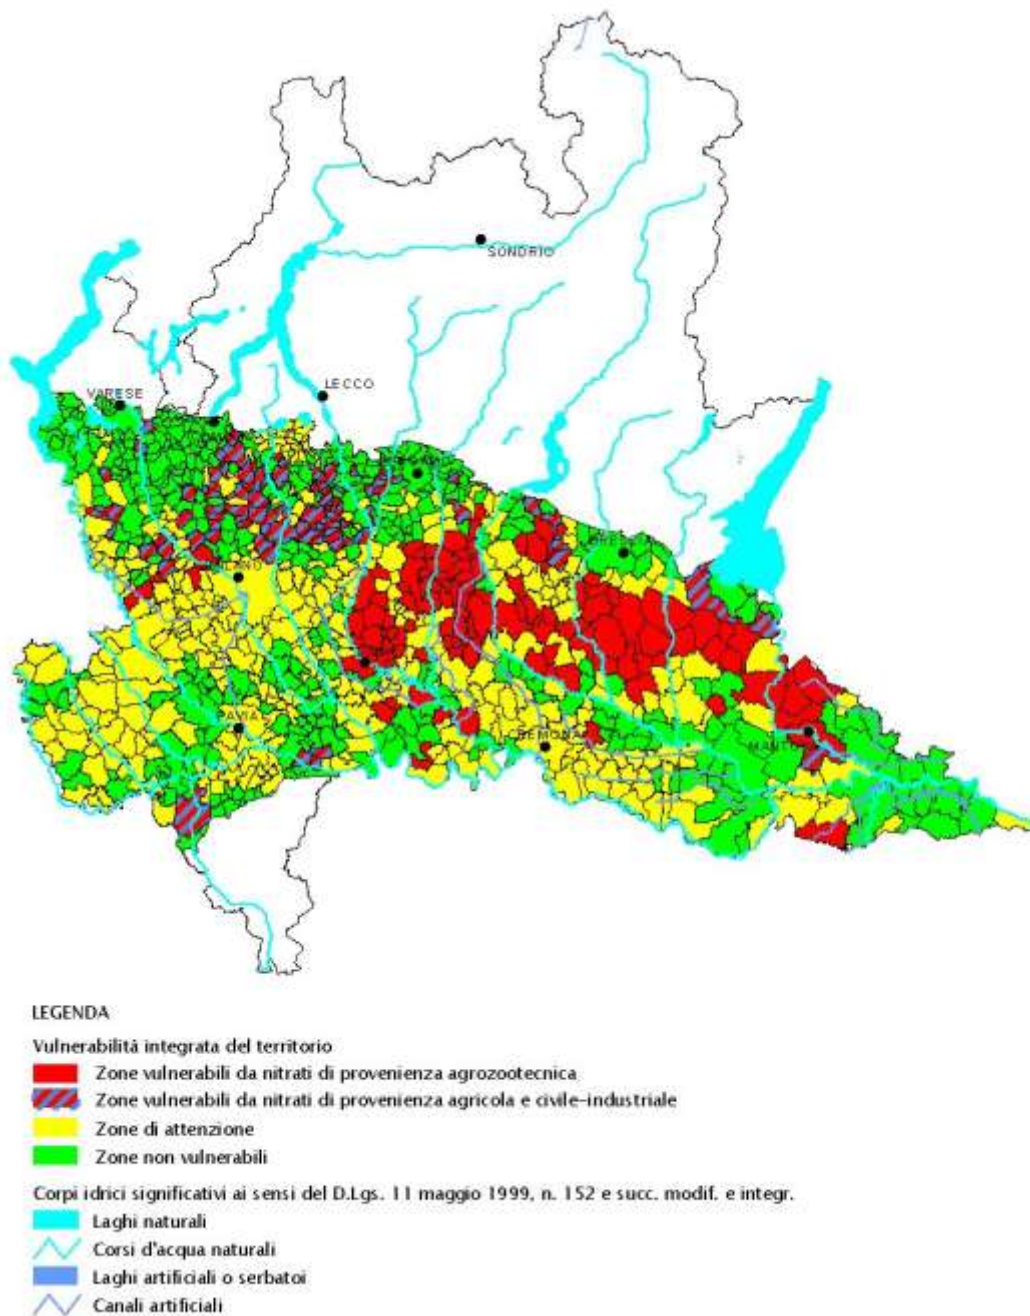 SONDRIO
LECCO
VARESE
PAVIA
LEGENDA
Vulnerabilità integrata del territorio
Zone vulnerabili da nitrati di provenienza agrozootecnica
Zone vulnerabili da nitrati di provenienza agricola e civile-industriale
Zone di attenzione
Zone non vulnerabili
Corpi idrici significativi ai sensi del D.Lgs. 11 maggio 1999, n. 152 e succ. modif. e integr.
Laghi naturali
Corsi d'acqua naturali
Laghi artificiali o serbatoi
Canali artificiali